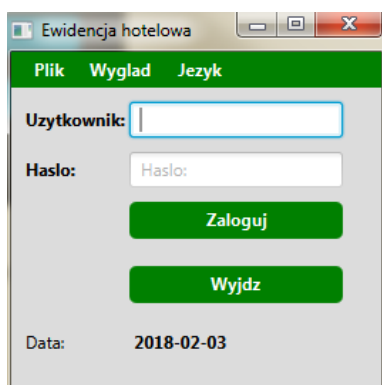 Ewidencja hotelowa
Plik Wyglad Jezyk
Uzytkownik:
Haslo: Haslo:
Zaloguj
Wyjdz
Data: 2018-02-03